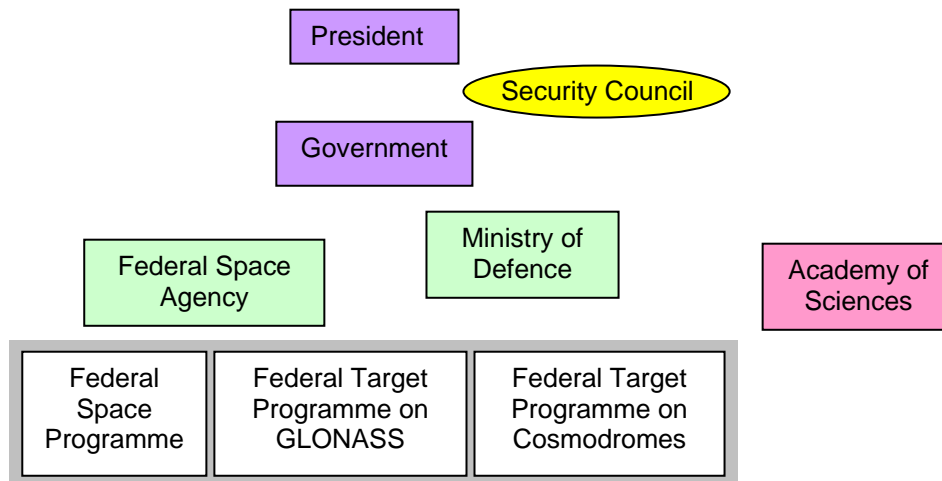 President
Security Council
Government
Ministry of
Defence
Federal Space
Agency
Academy of
Sciences
Federal
Space
Programme
Federal Target
Programme on
GLONASS
Federal Target
Programme on
Cosmodromes